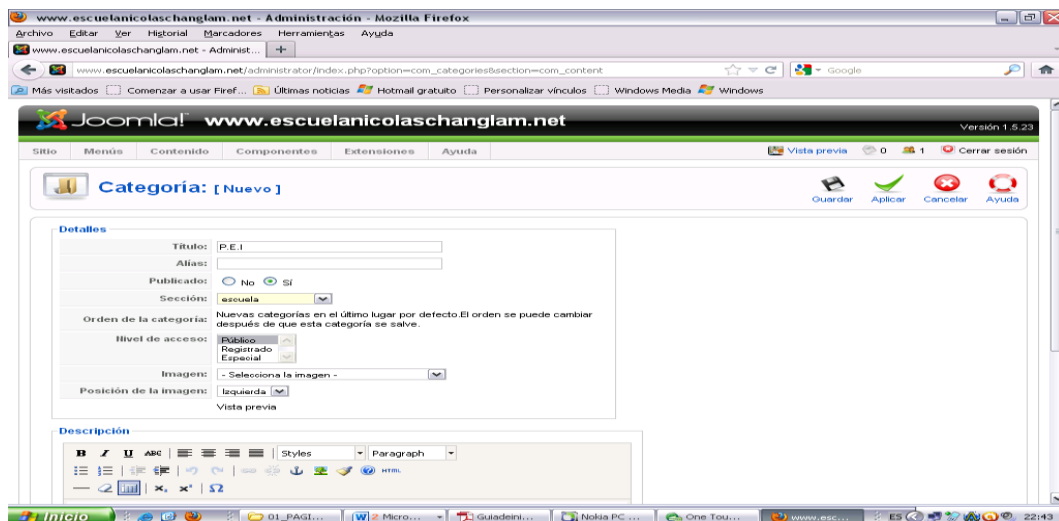 www.escuelanicolaschanglam.net - Administración - Mozilla Firefox
Archivo Editar Ver Historial Marcadores Herramientas Ayuda
www.escuelanicolaschanglam.net - Administ...
www.escuelanicolaschanglam.net/administrator/index.php?option=com_categories&section=com_content Google
Más visitados Comenzar a usar Firef... Últimas noticias Hotmail gratuito Personalizar vínculos Windows Media Windows
Joomla! www.escuelanicolaschanglam.net
Versión 1.5.23
Sitio Menús Contenido Componentes Extensiones Ayuda Vista previa 0 1 Cerrar sesión
Categoría: [ Nuevo ]
Guardar Aplicar Cancelar Ayuda
Detalles
Título: P.E.I
Alias:
Publicado: No Sí
Sección: escuela
Orden de la categoría: Nuevas categorías en el último lugar por defecto.El orden se puede cambiar
después de que esta categoría se salve.
Nivel de acceso: Público
Registrado
Especial
Imagen: - Selecciona la imagen -
Posición de la imagen: Izquierda
Vista previa
Descripción
B I U ABC Styles Paragraph
HTML
Inicio 01_PAGI... 2 Micro... Guiadeini... Nokia PC ... One Tou... www.esc... ES 22:43